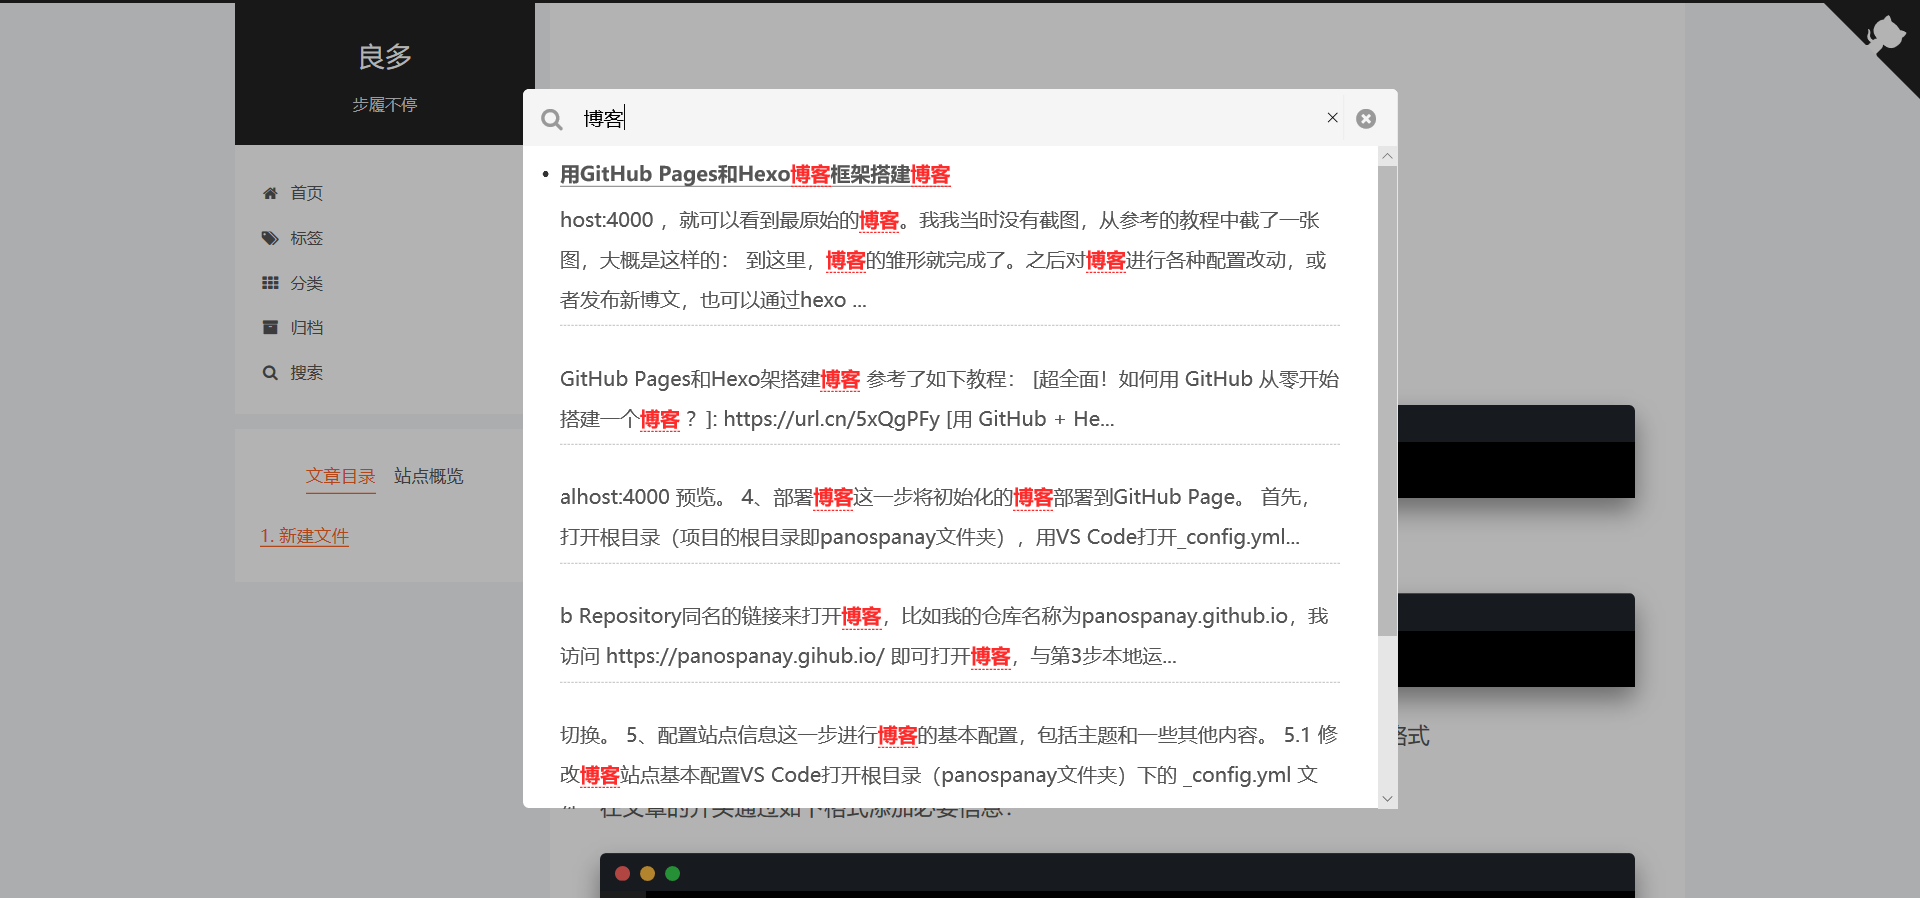 良多
步履不停
首页
标签
分类
归档
搜索
文章目录 站点概览
1. 新建文件
博客
用GitHub Pages和Hexo博客框架搭建博客
host:4000 ，就可以看到最原始的博客。我我当时没有截图，从参考的教程中截了一张
图，大概是这样的： 到这里，博客的雏形就完成了。之后对博客进行各种配置改动，或
者发布新博文，也可以通过hexo ...
GitHub Pages和Hexo架搭建博客 参考了如下教程： [超全面！如何用 GitHub 从零开始
搭建一个博客 ？]: https://url.cn/5xQgPFy [用 GitHub + He...
alhost:4000 预览。 4、部署博客这一步将初始化的博客部署到GitHub Page。 首先，
打开根目录（项目的根目录即panospanay文件夹），用VS Code打开_config.yml...
b Repository同名的链接来打开博客，比如我的仓库名称为panospanay.github.io，我
访问 https://panospanay.gihub.io/ 即可打开博客，与第3步本地运...
切换。 5、配置站点信息这一步进行博客的基本配置，包括主题和一些其他内容。 5.1 修
改博客站点基本配置VS Code打开根目录（panospanay文件夹）下的 _config.yml 文
格式
在文章的开头通过如下格式添加必要信息：